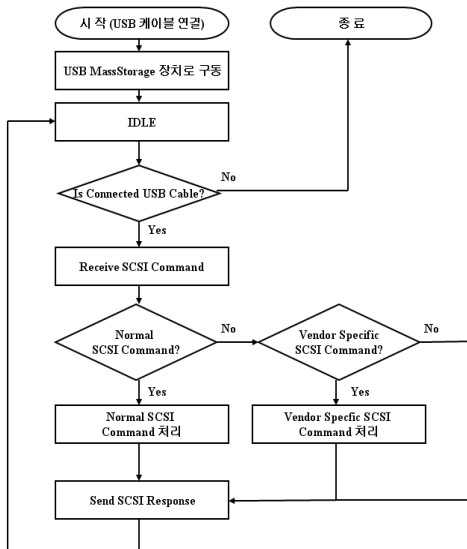 시 작 (USB 케이블 연결)
종 료
USB MassStorage 장치로 구동
IDLE
Is Connected USB Cable?
No
Yes
Receive SCSI Command
Normal
SCSI Command?
No
Vendor Specific
SCSI Command?
No
Yes
Yes
Normal SCSI
Command 처리
Vendor Specfic SCSI
Command 처리
Send SCSI Response